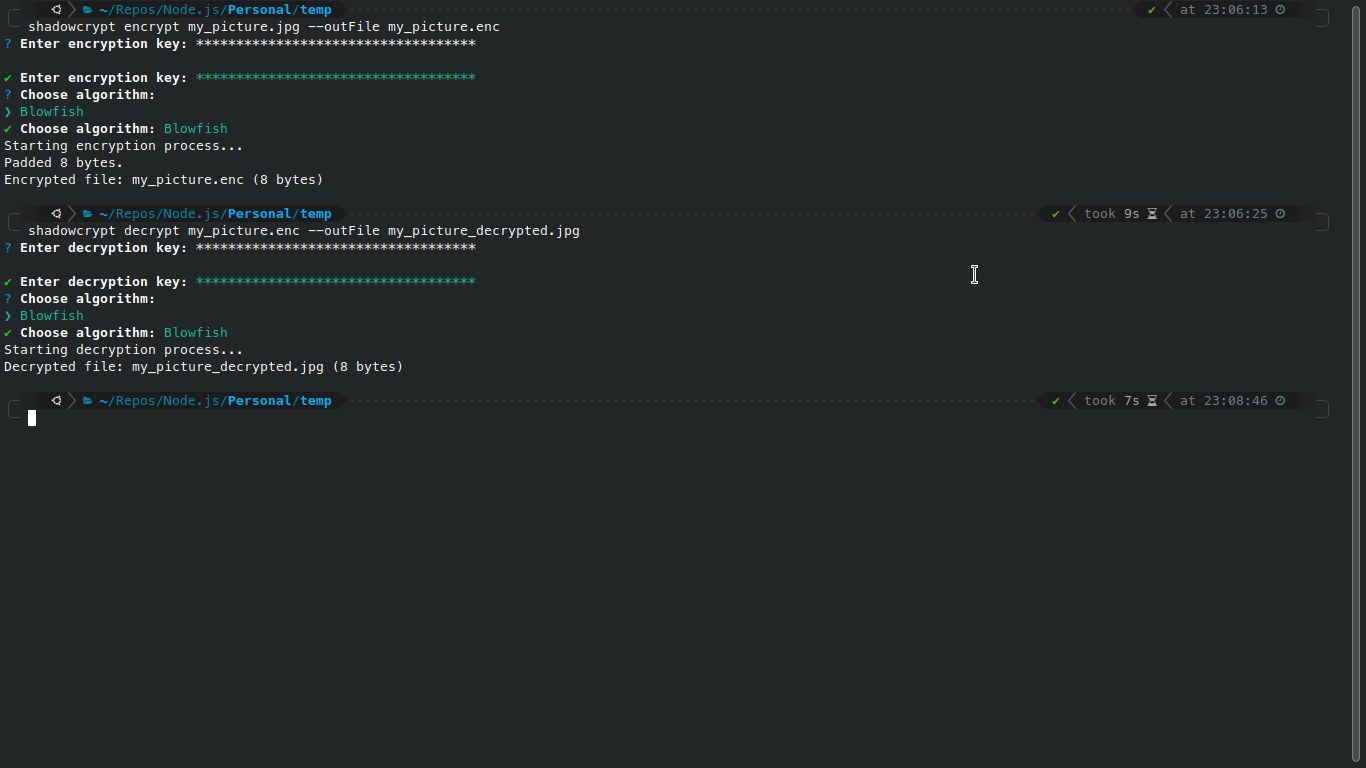 ~/Repos/Node.js/Personal/temp ✔ at 23:06:13
shadowcrypt encrypt my_picture.jpg --outFile my_picture.enc
? Enter encryption key: ***********************************
✔ Enter encryption key: ***********************************
? Choose algorithm:
❯ Blowfish
✔ Choose algorithm: Blowfish
Starting encryption process...
Padded 8 bytes.
Encrypted file: my_picture.enc (8 bytes)
~/Repos/Node.js/Personal/temp ✔ took 9s at 23:06:25
shadowcrypt decrypt my_picture.enc --outFile my_picture_decrypted.jpg
? Enter decryption key: ***********************************
✔ Enter decryption key: ***********************************
? Choose algorithm:
❯ Blowfish
✔ Choose algorithm: Blowfish
Starting decryption process...
Decrypted file: my_picture_decrypted.jpg (8 bytes)
~/Repos/Node.js/Personal/temp ✔ took 7s at 23:08:46